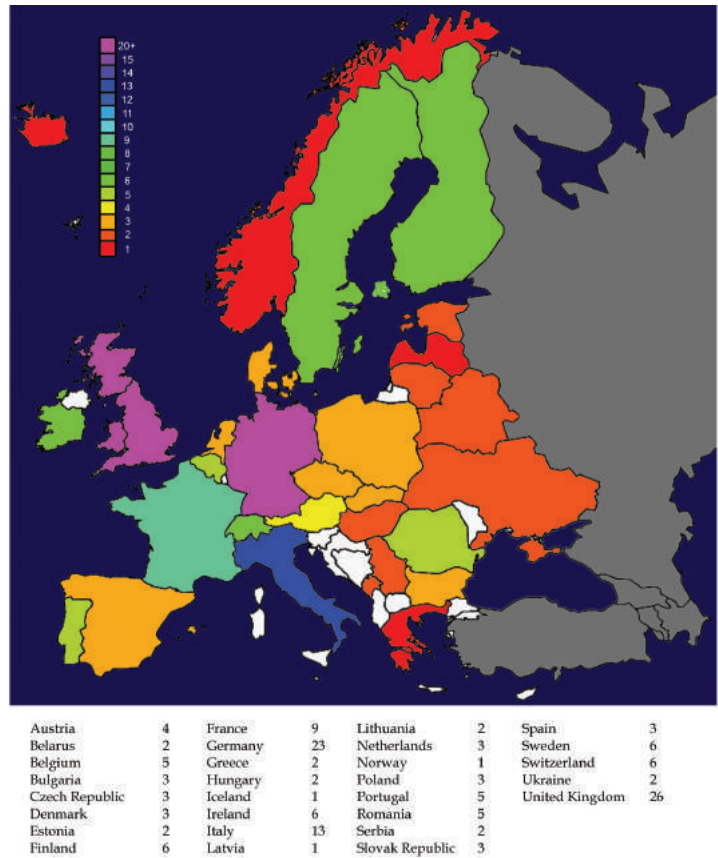 20+
15
14
13
12
11
10
9
8
7
6
5
4
3
2
1
Austria 4 France 9 Lithuania 2 Spain 3
Belarus 2 Germany 23 Netherlands 3 Sweden 6
Belgium 5 Greece 2 Norway 1 Switzerland 6
Bulgaria 3 Hungary 2 Poland 3 Ukraine 2
Czech Republic 3 Iceland 1 Portugal 5 United Kingdom 26
Denmark 3 Ireland 6 Romania 5
Estonia 2 Italy 13 Serbia 2
Finland 6 Latvia 1 Slovak Republic 3